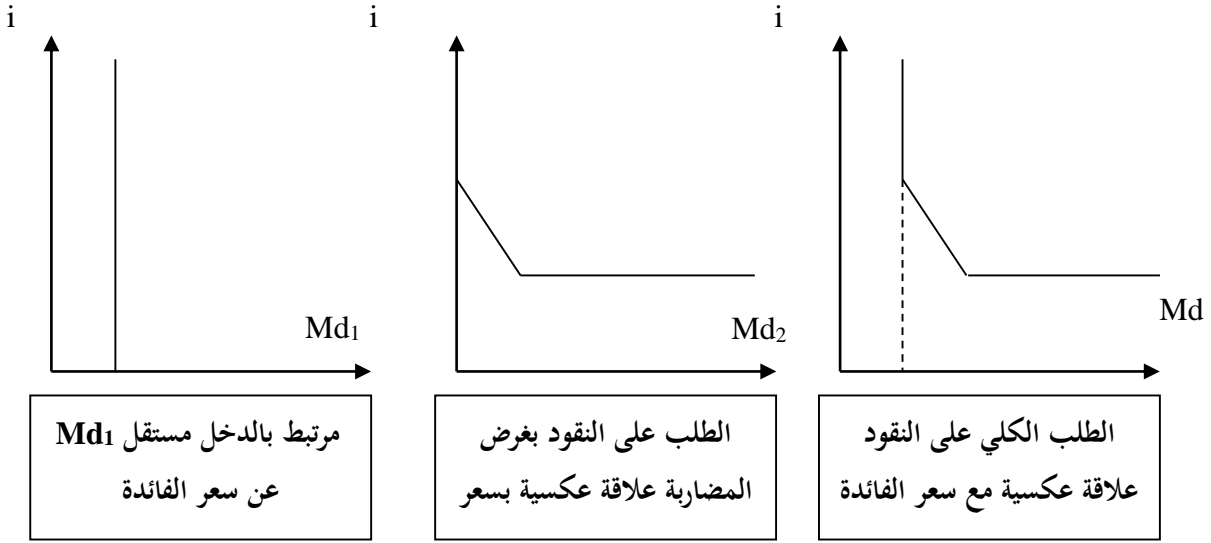 i
i
i
Md1
Md2
Md
Md1 مرتبط بالدخل مستقل
عن سعر الفائدة
الطلب على النقود بغرض
المضاربة علاقة عكسية بسعر
الطلب الكلي على النقود
علاقة عكسية مع سعر الفائدة